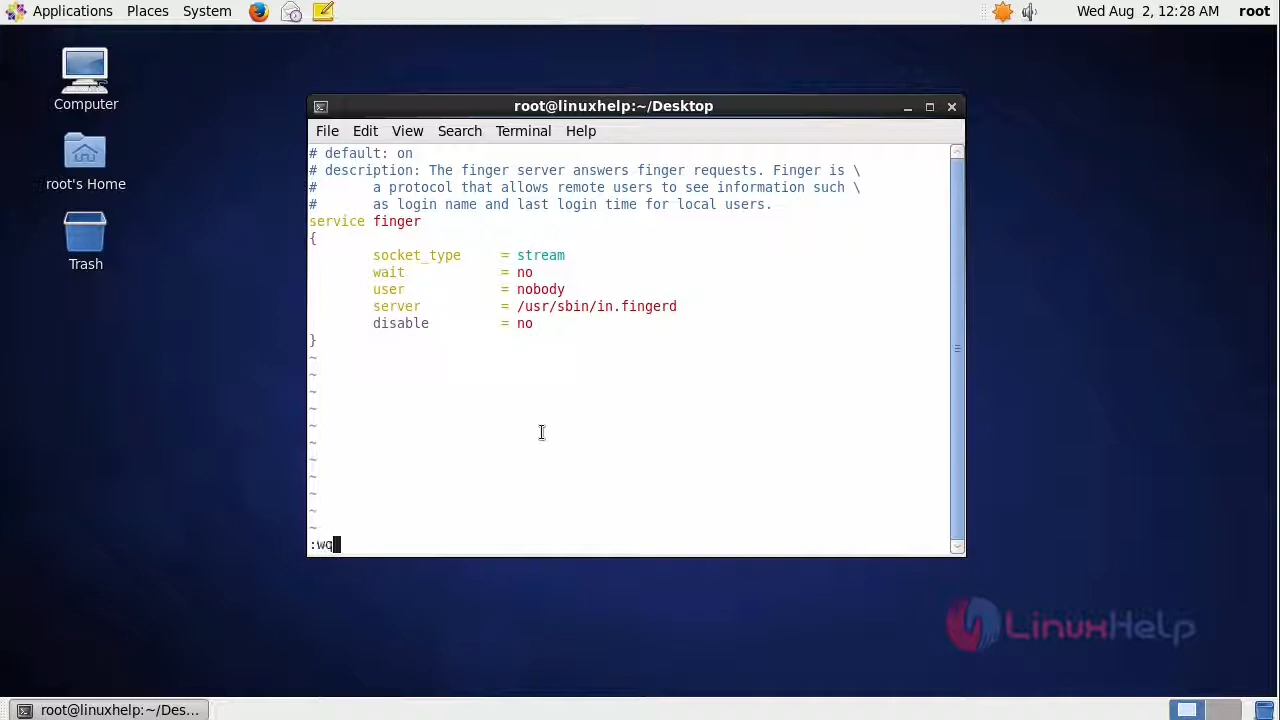 Applications Places System Wed Aug 2, 12:28 AM root
Computer
root's Home
Trash
root@linuxhelp:~/Desktop
File Edit View Search Terminal Help
# default: on
# description: The finger server answers finger requests. Finger is \
#       a protocol that allows remote users to see information such \
#       as login name and last login time for local users.
service finger
{
        socket_type     = stream
        wait            = no
        user            = nobody
        server          = /usr/sbin/in.fingerd
        disable         = no
}
~
~
~
~
~
~
~
~
~
~
~
:wq
LinuxHelp
root@linuxhelp:~/Des...